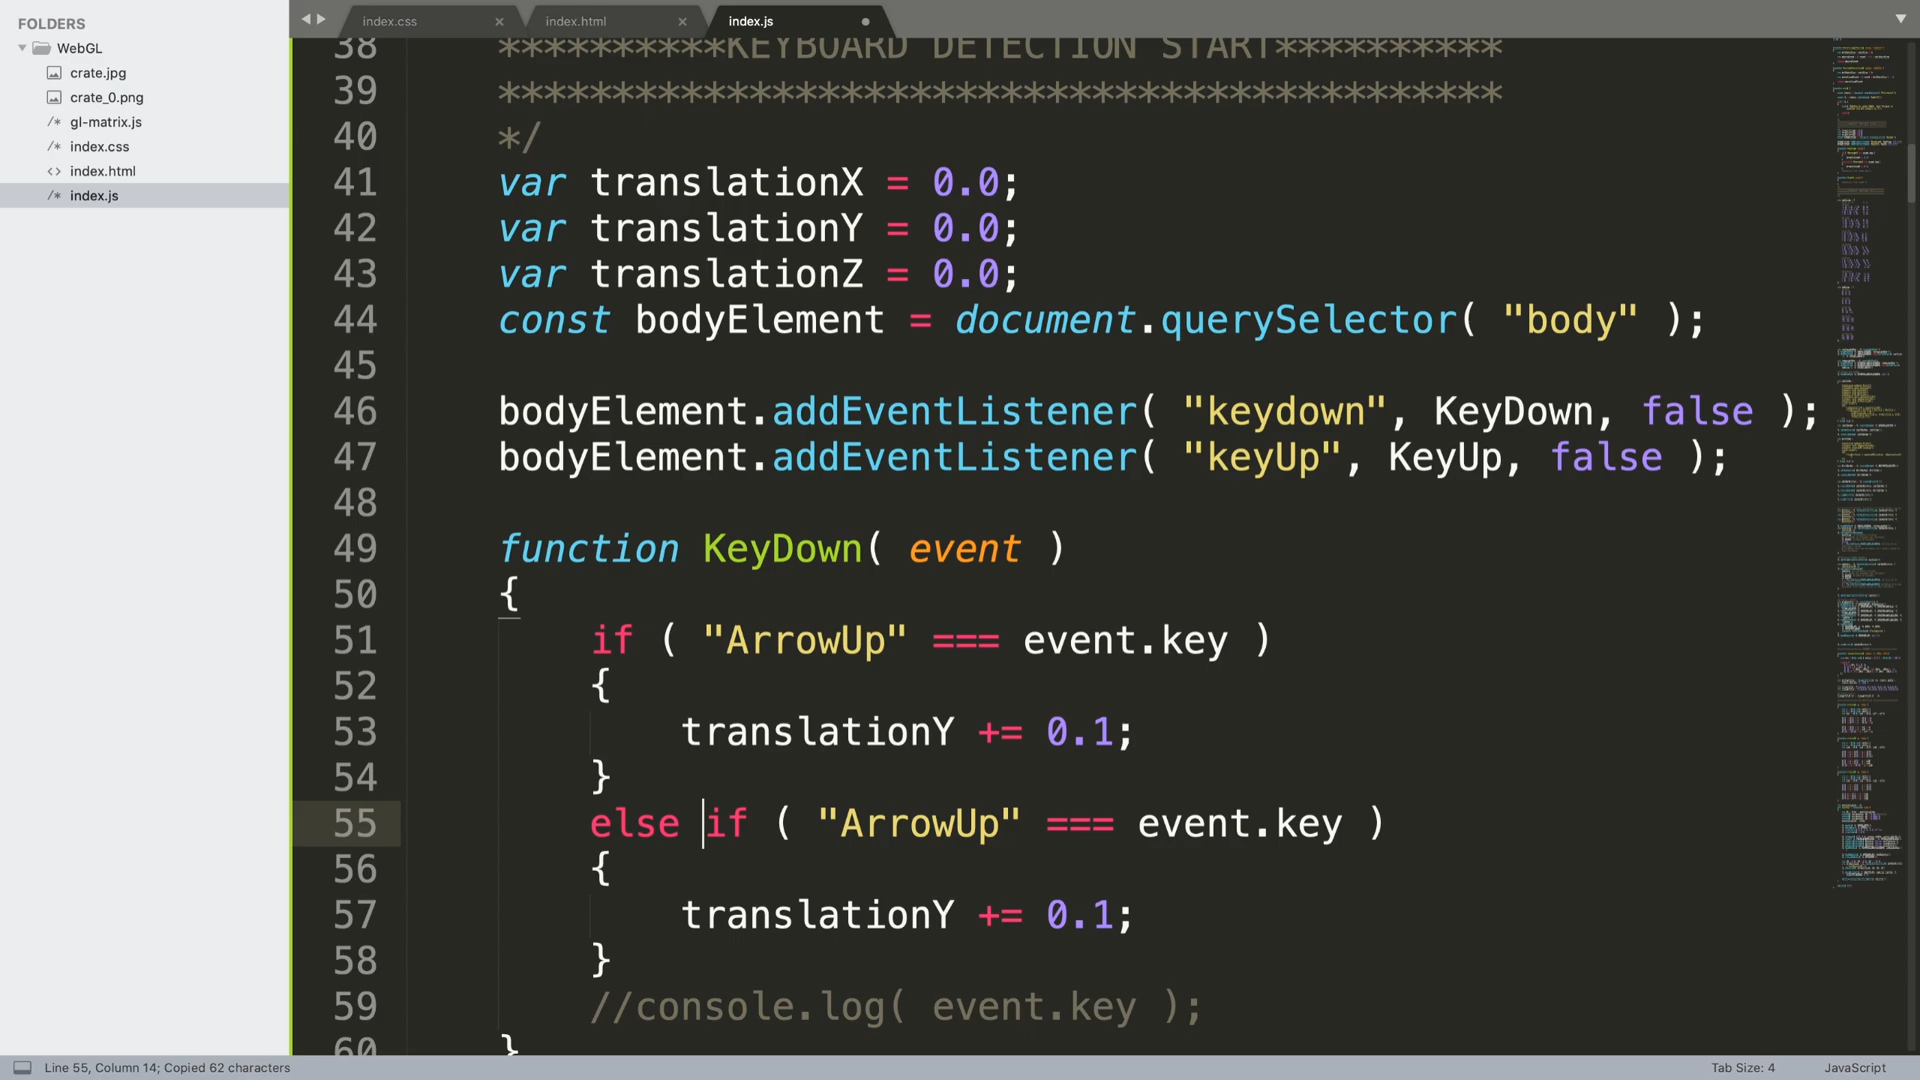 FOLDERS
WebGL
crate.jpg
crate_0.png
/* gl-matrix.js
/* index.css
<> index.html
/* index.js
index.css ×
index.html ×
index.js
38 **********KEYBOARD DETECTION START**********
39 ********************************************
40 */
41 var translationX = 0.0;
42 var translationY = 0.0;
43 var translationZ = 0.0;
44 const bodyElement = document.querySelector( "body" );
45
46 bodyElement.addEventListener( "keydown", KeyDown, false );
47 bodyElement.addEventListener( "keyUp", KeyUp, false );
48
49 function KeyDown( event )
50 {
51 if ( "ArrowUp" === event.key )
52 {
53 translationY += 0.1;
54 }
55 else if ( "ArrowUp" === event.key )
56 {
57 translationY += 0.1;
58 }
59 //console.log( event.key );
60 }
Line 55, Column 14; Copied 62 characters
Tab Size: 4
JavaScript